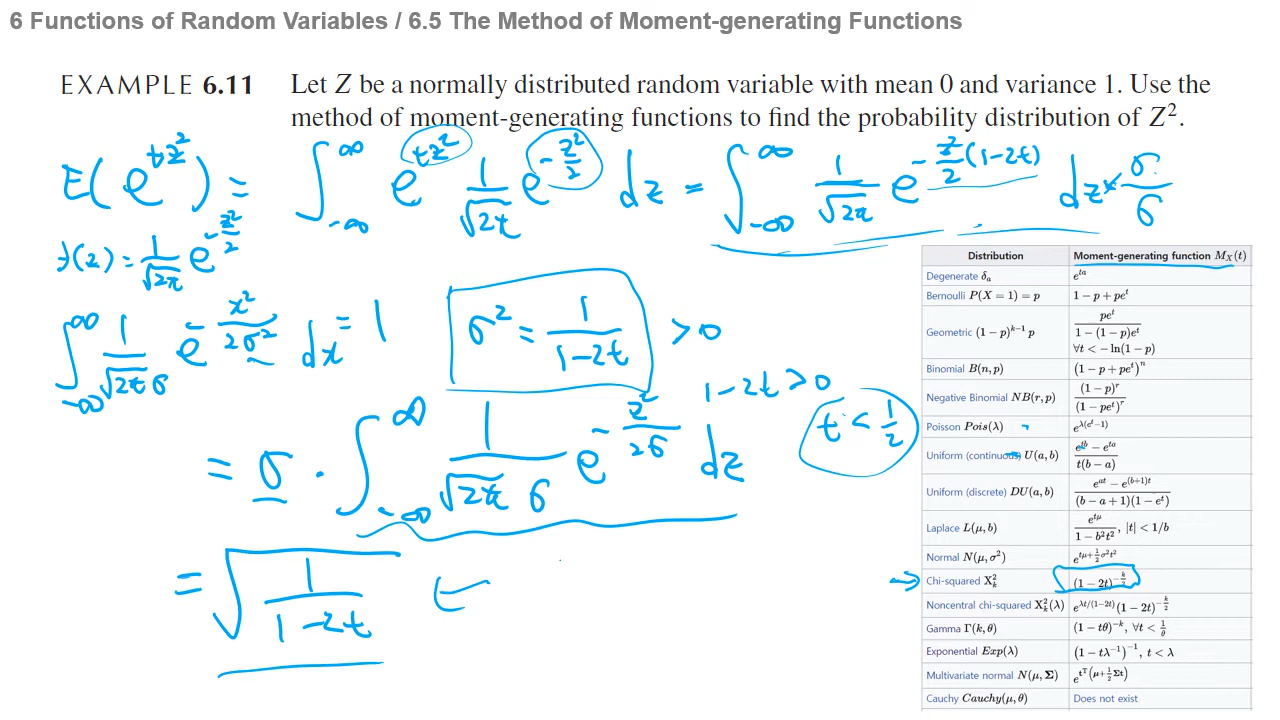 6 Functions of Random Variables / 6.5 The Method of Moment-generating Functions
EXAMPLE 6.11 Let Z be a normally distributed random variable with mean 0 and variance 1. Use the
method of moment-generating functions to find the probability distribution of Z².
E(e^{tz²}) = ∫_{-∞}^{∞} e^{tz²} 1/√2π e^{-z²/2} dz = ∫_{-∞}^{∞} 1/√2π e^{-z²/2 (1-2t)} dz × σ/σ
f(z) = 1/√2π e^{-z²/2}
∫_{-∞}^{∞} 1/√2π σ e^{-x²/2σ²} dx = 1
σ² = 1/1-2t > 0
1-2t > 0
t < 1/2
= σ · ∫_{-∞}^{∞} 1/√2π σ e^{-z²/2σ} dz
= √1/1-2t ←
Distribution Moment-generating function M_X(t)
Degenerate δ_a e^{ta}
Bernoulli P(X = 1) = p 1 − p + pe^t
Geometric (1 − p)^{k−1} p pe^t / 1 − (1 − p)e^t
∀t < − ln(1 − p)
Binomial B(n, p) (1 − p + pe^t)^n
Negative Binomial NB(r, p) (1 − p)^r / (1 − pe^t)^r
Poisson Pois(λ) e^{λ(e^t−1)}
Uniform (continuous) U(a, b) e^{tb} − e^{ta} / t(b − a)
Uniform (discrete) DU(a, b) e^{at} − e^{(b+1)t} / (b − a + 1)(1 − e^t)
Laplace L(μ, b) e^{tμ} / 1 − b²t², |t| < 1/b
Normal N(μ, σ²) e^{tμ+½σ²t²}
Chi-squared X²_k (1 − 2t)^{−k/2}
Noncentral chi-squared X²_k(λ) e^{λt/(1−2t)}(1 − 2t)^{−k/2}
Gamma Γ(k, θ) (1 − tθ)^{−k}, ∀t < 1/θ
Exponential Exp(λ) (1 − tλ^{−1})^{−1}, t < λ
Multivariate normal N(μ, Σ) e^{t^T(μ+½Σt)}
Cauchy Cauchy(μ, θ) Does not exist